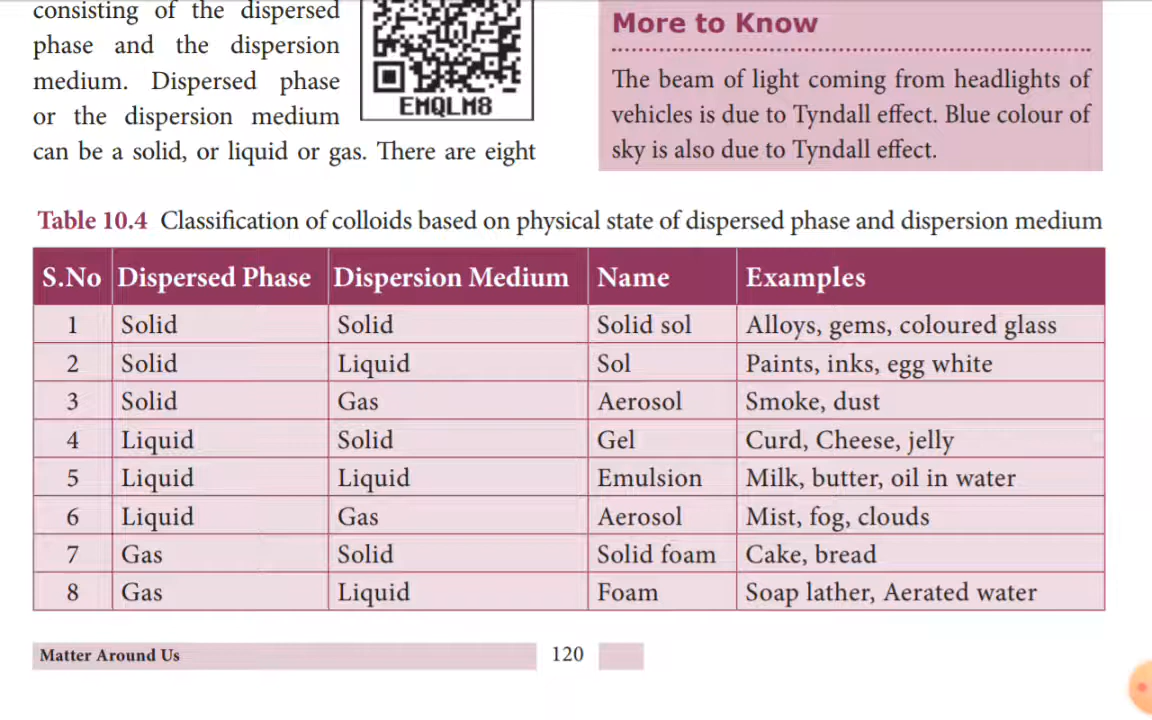 consisting of the dispersed
phase and the dispersion
medium. Dispersed phase
or the dispersion medium
can be a solid, or liquid or gas. There are eight
EMQLM8
More to Know
The beam of light coming from headlights of
vehicles is due to Tyndall effect. Blue colour of
sky is also due to Tyndall effect.
Table 10.4 Classification of colloids based on physical state of dispersed phase and dispersion medium
S.No Dispersed Phase Dispersion Medium Name Examples
1 Solid Solid Solid sol Alloys, gems, coloured glass
2 Solid Liquid Sol Paints, inks, egg white
3 Solid Gas Aerosol Smoke, dust
4 Liquid Solid Gel Curd, Cheese, jelly
5 Liquid Liquid Emulsion Milk, butter, oil in water
6 Liquid Gas Aerosol Mist, fog, clouds
7 Gas Solid Solid foam Cake, bread
8 Gas Liquid Foam Soap lather, Aerated water
Matter Around Us 120